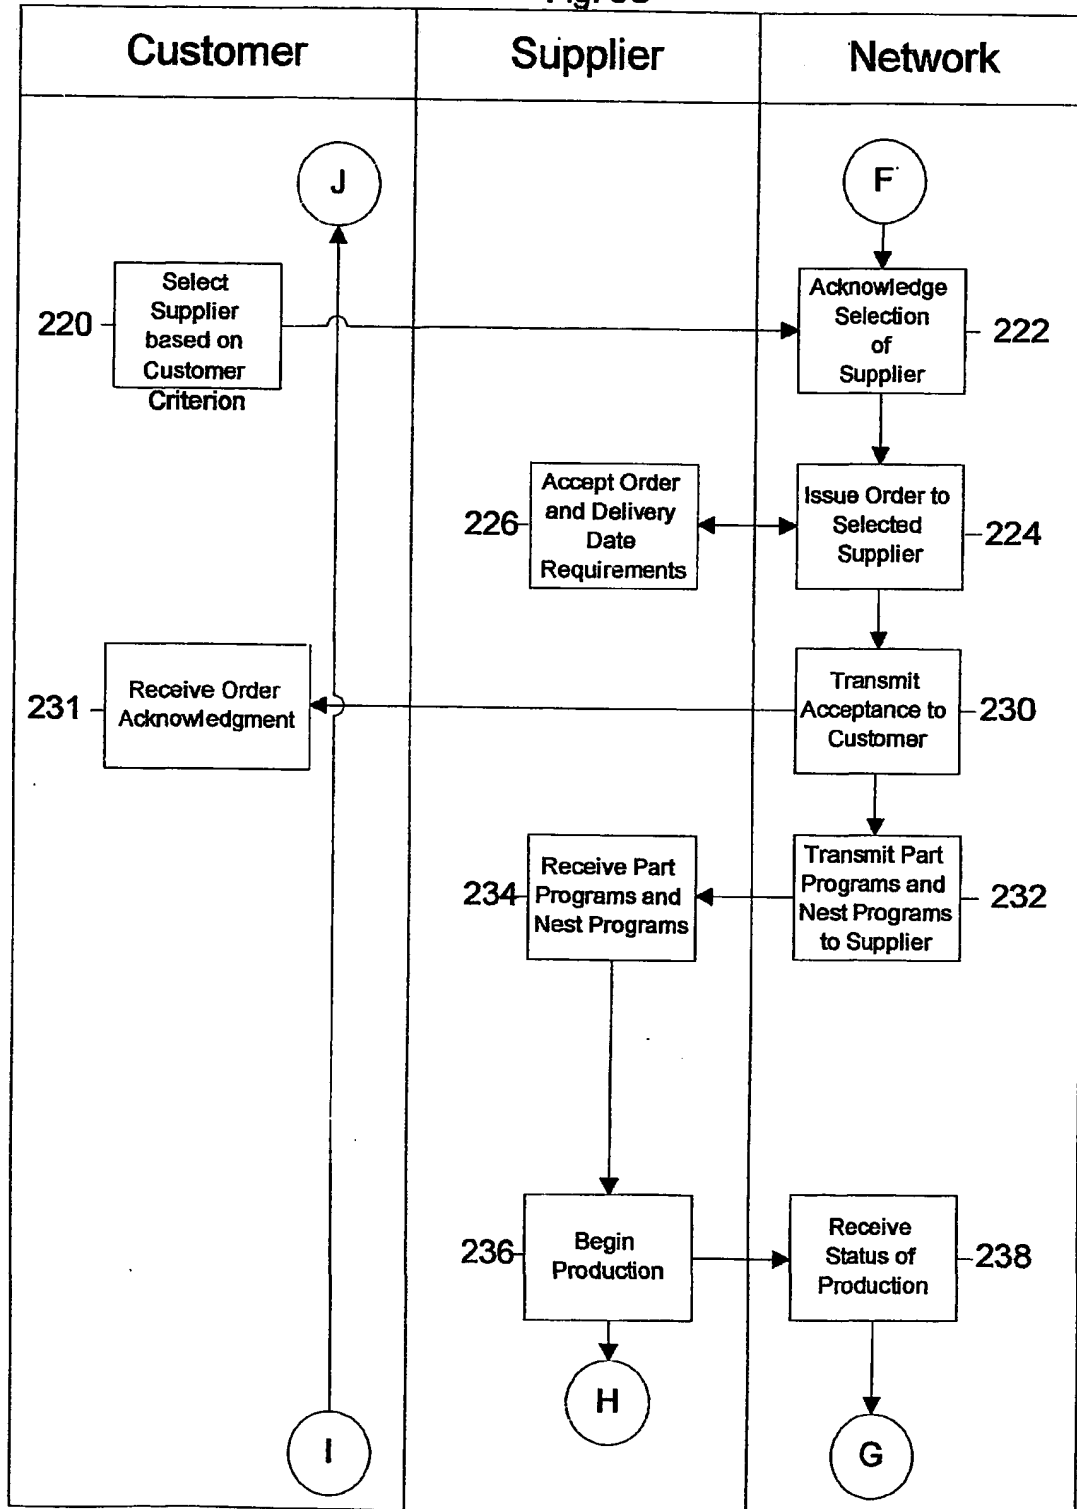 Customer
Supplier
Network
J
F
220
Select
Supplier
based on
Customer
Criterion
Acknowledge
Selection
of
Supplier
222
226
Accept Order
and Delivery
Date
Requirements
Issue Order to
Selected
Supplier
224
231
Receive Order
Acknowledgment
Transmit
Acceptance to
Customer
230
234
Receive Part
Programs and
Nest Programs
Transmit Part
Programs and
Nest Programs
to Supplier
232
236
Begin
Production
Receive
Status of
Production
238
H
I
G